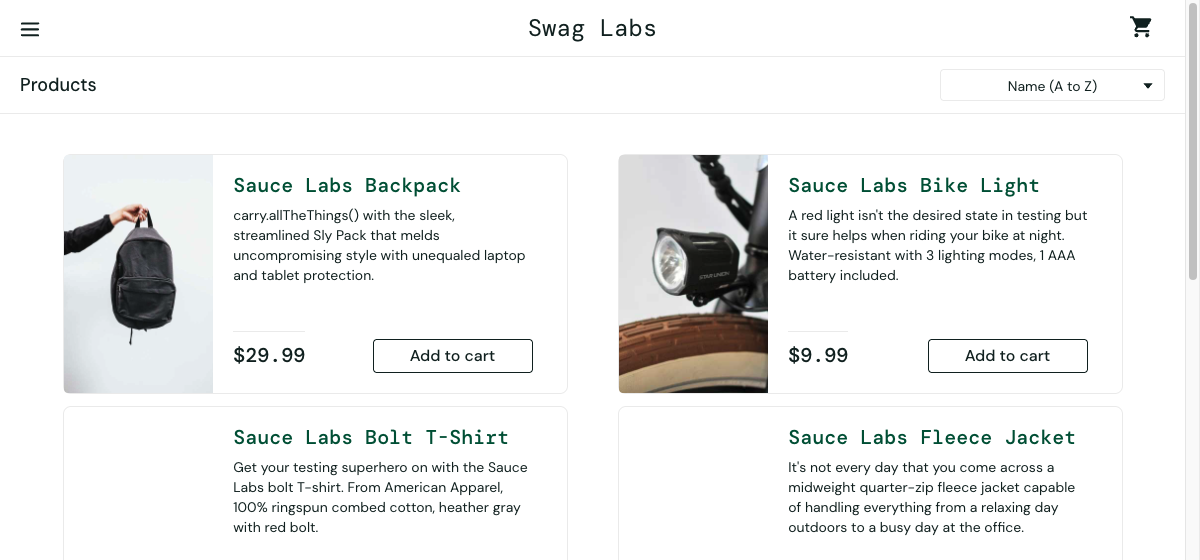 Swag Labs
Products
Name (A to Z)
Sauce Labs Backpack
carry.allTheThings() with the sleek,
streamlined Sly Pack that melds
uncompromising style with unequaled laptop
and tablet protection.
$29.99
Add to cart
Sauce Labs Bike Light
A red light isn't the desired state in testing but
it sure helps when riding your bike at night.
Water-resistant with 3 lighting modes, 1 AAA
battery included.
$9.99
Add to cart
Sauce Labs Bolt T-Shirt
Get your testing superhero on with the Sauce
Labs bolt T-shirt. From American Apparel,
100% ringspun combed cotton, heather gray
with red bolt.
Sauce Labs Fleece Jacket
It's not every day that you come across a
midweight quarter-zip fleece jacket capable
of handling everything from a relaxing day
outdoors to a busy day at the office.